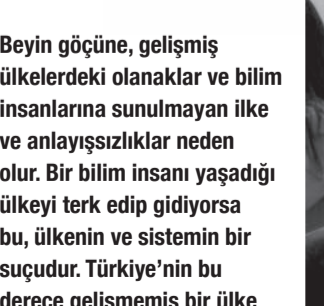 Beyin göçüne, gelişmiş
ülkelerdeki olanaklar ve bilim
insanlarına sunulmayan ilke
ve anlayışsızlıklar neden
olur. Bir bilim insanı yaşadığı
ülkeyi terk edip gidiyorsa
bu, ülkenin ve sistemin bir
suçudur. Türkiye’nin bu
derece gelişmemiş bir ülke